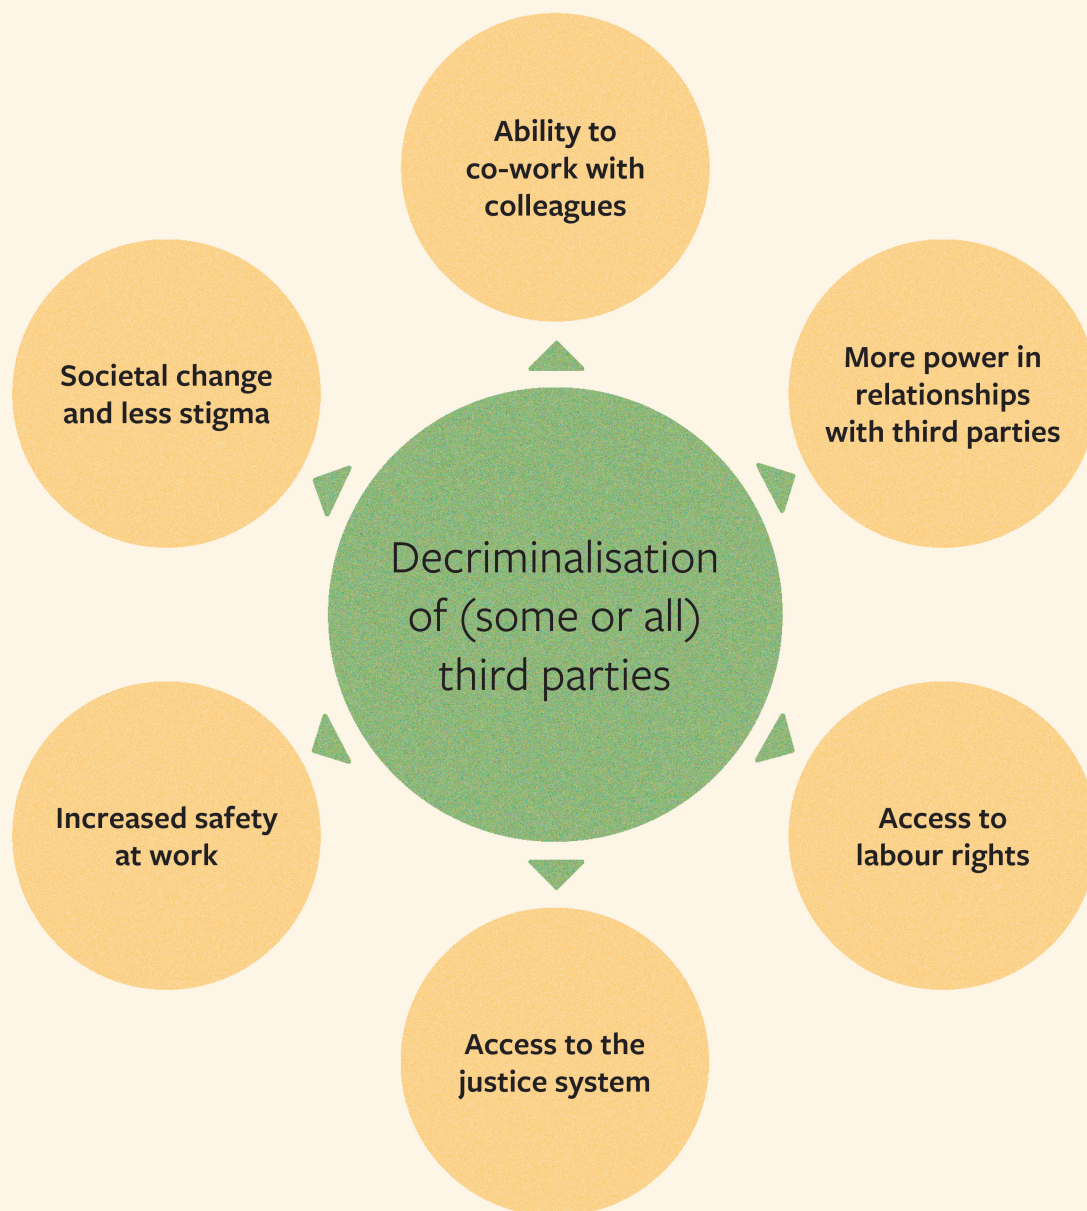 Ability to
co-work with
colleagues
More power in
relationships
with third parties
Societal change
and less stigma
Decriminalisation
of (some or all)
third parties
Increased safety
at work
Access to
labour rights
Access to the
justice system